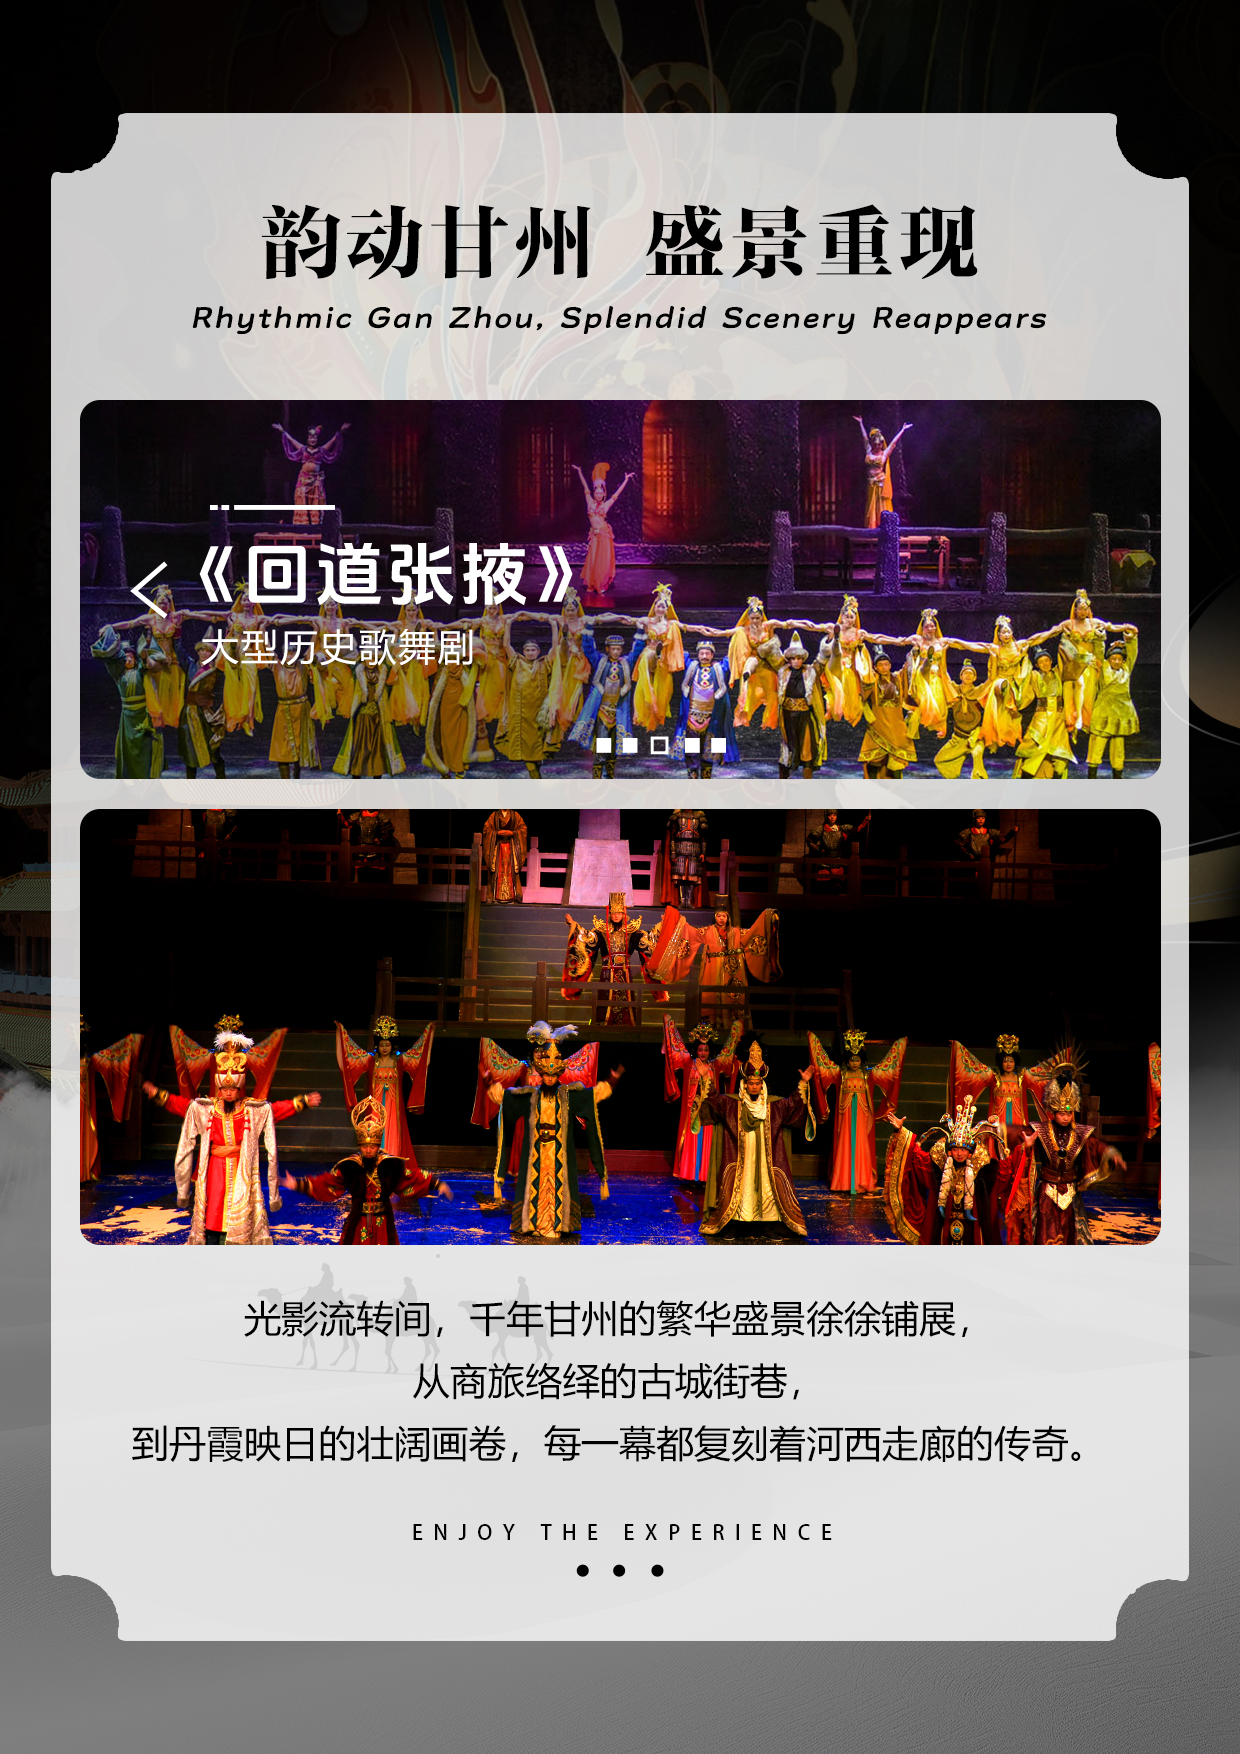 韵动甘州 盛景重现
Rhythmic Gan Zhou, Splendid Scenery Reappears
《回道张掖》
大型历史歌舞剧
光影流转间，千年甘州的繁华盛景徐徐铺展，
从商旅络绎的古城街巷，
到丹霞映日的壮阔画卷，每一幕都复刻着河西走廊的传奇。
ENJOY THE EXPERIENCE